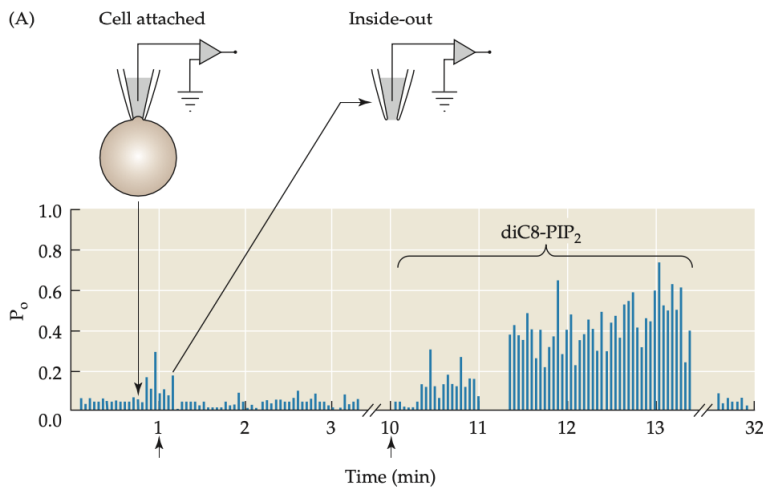 (A)
Cell attached
Inside-out
diC8-PIP₂
Pₒ
1.0
0.8
0.6
0.4
0.2
0.0
1 2 3 10 11 12 13 32
Time (min)